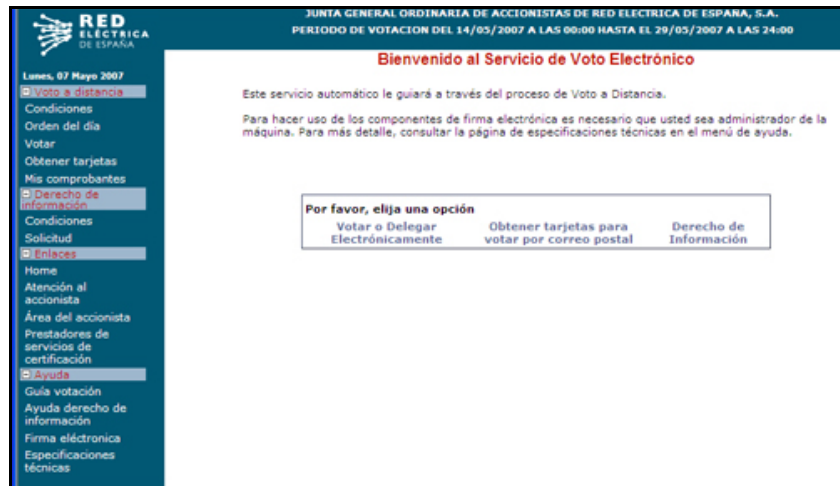 RED
ELÉCTRICA
DE ESPAÑA
JUNTA GENERAL ORDINARIA DE ACCIONISTAS DE RED ELECTRICA DE ESPAÑA, S.A.
PERIODO DE VOTACION DEL 14/05/2007 A LAS 00:00 HASTA EL 29/05/2007 A LAS 24:00
Lunes, 07 Mayo 2007
Voto a distancia
Condiciones
Orden del día
Votar
Obtener tarjetas
Mis comprobantes
Derecho de
información
Condiciones
Solicitud
Enlaces
Home
Atención al
accionista
Área del accionista
Prestadores de
servicios de
certificación
Ayuda
Guía votación
Ayuda derecho de
información
Firma eléctronica
Especificaciones
técnicas
Bienvenido al Servicio de Voto Electrónico
Este servicio automático le guiará a través del proceso de Voto a Distancia.
Para hacer uso de los componentes de firma electrónica es necesario que usted sea administrador de la
máquina. Para más detalle, consultar la página de especificaciones técnicas en el menú de ayuda.
Por favor, elija una opción
Votar o Delegar
Electrónicamente
Obtener tarjetas para
votar por correo postal
Derecho de
Información